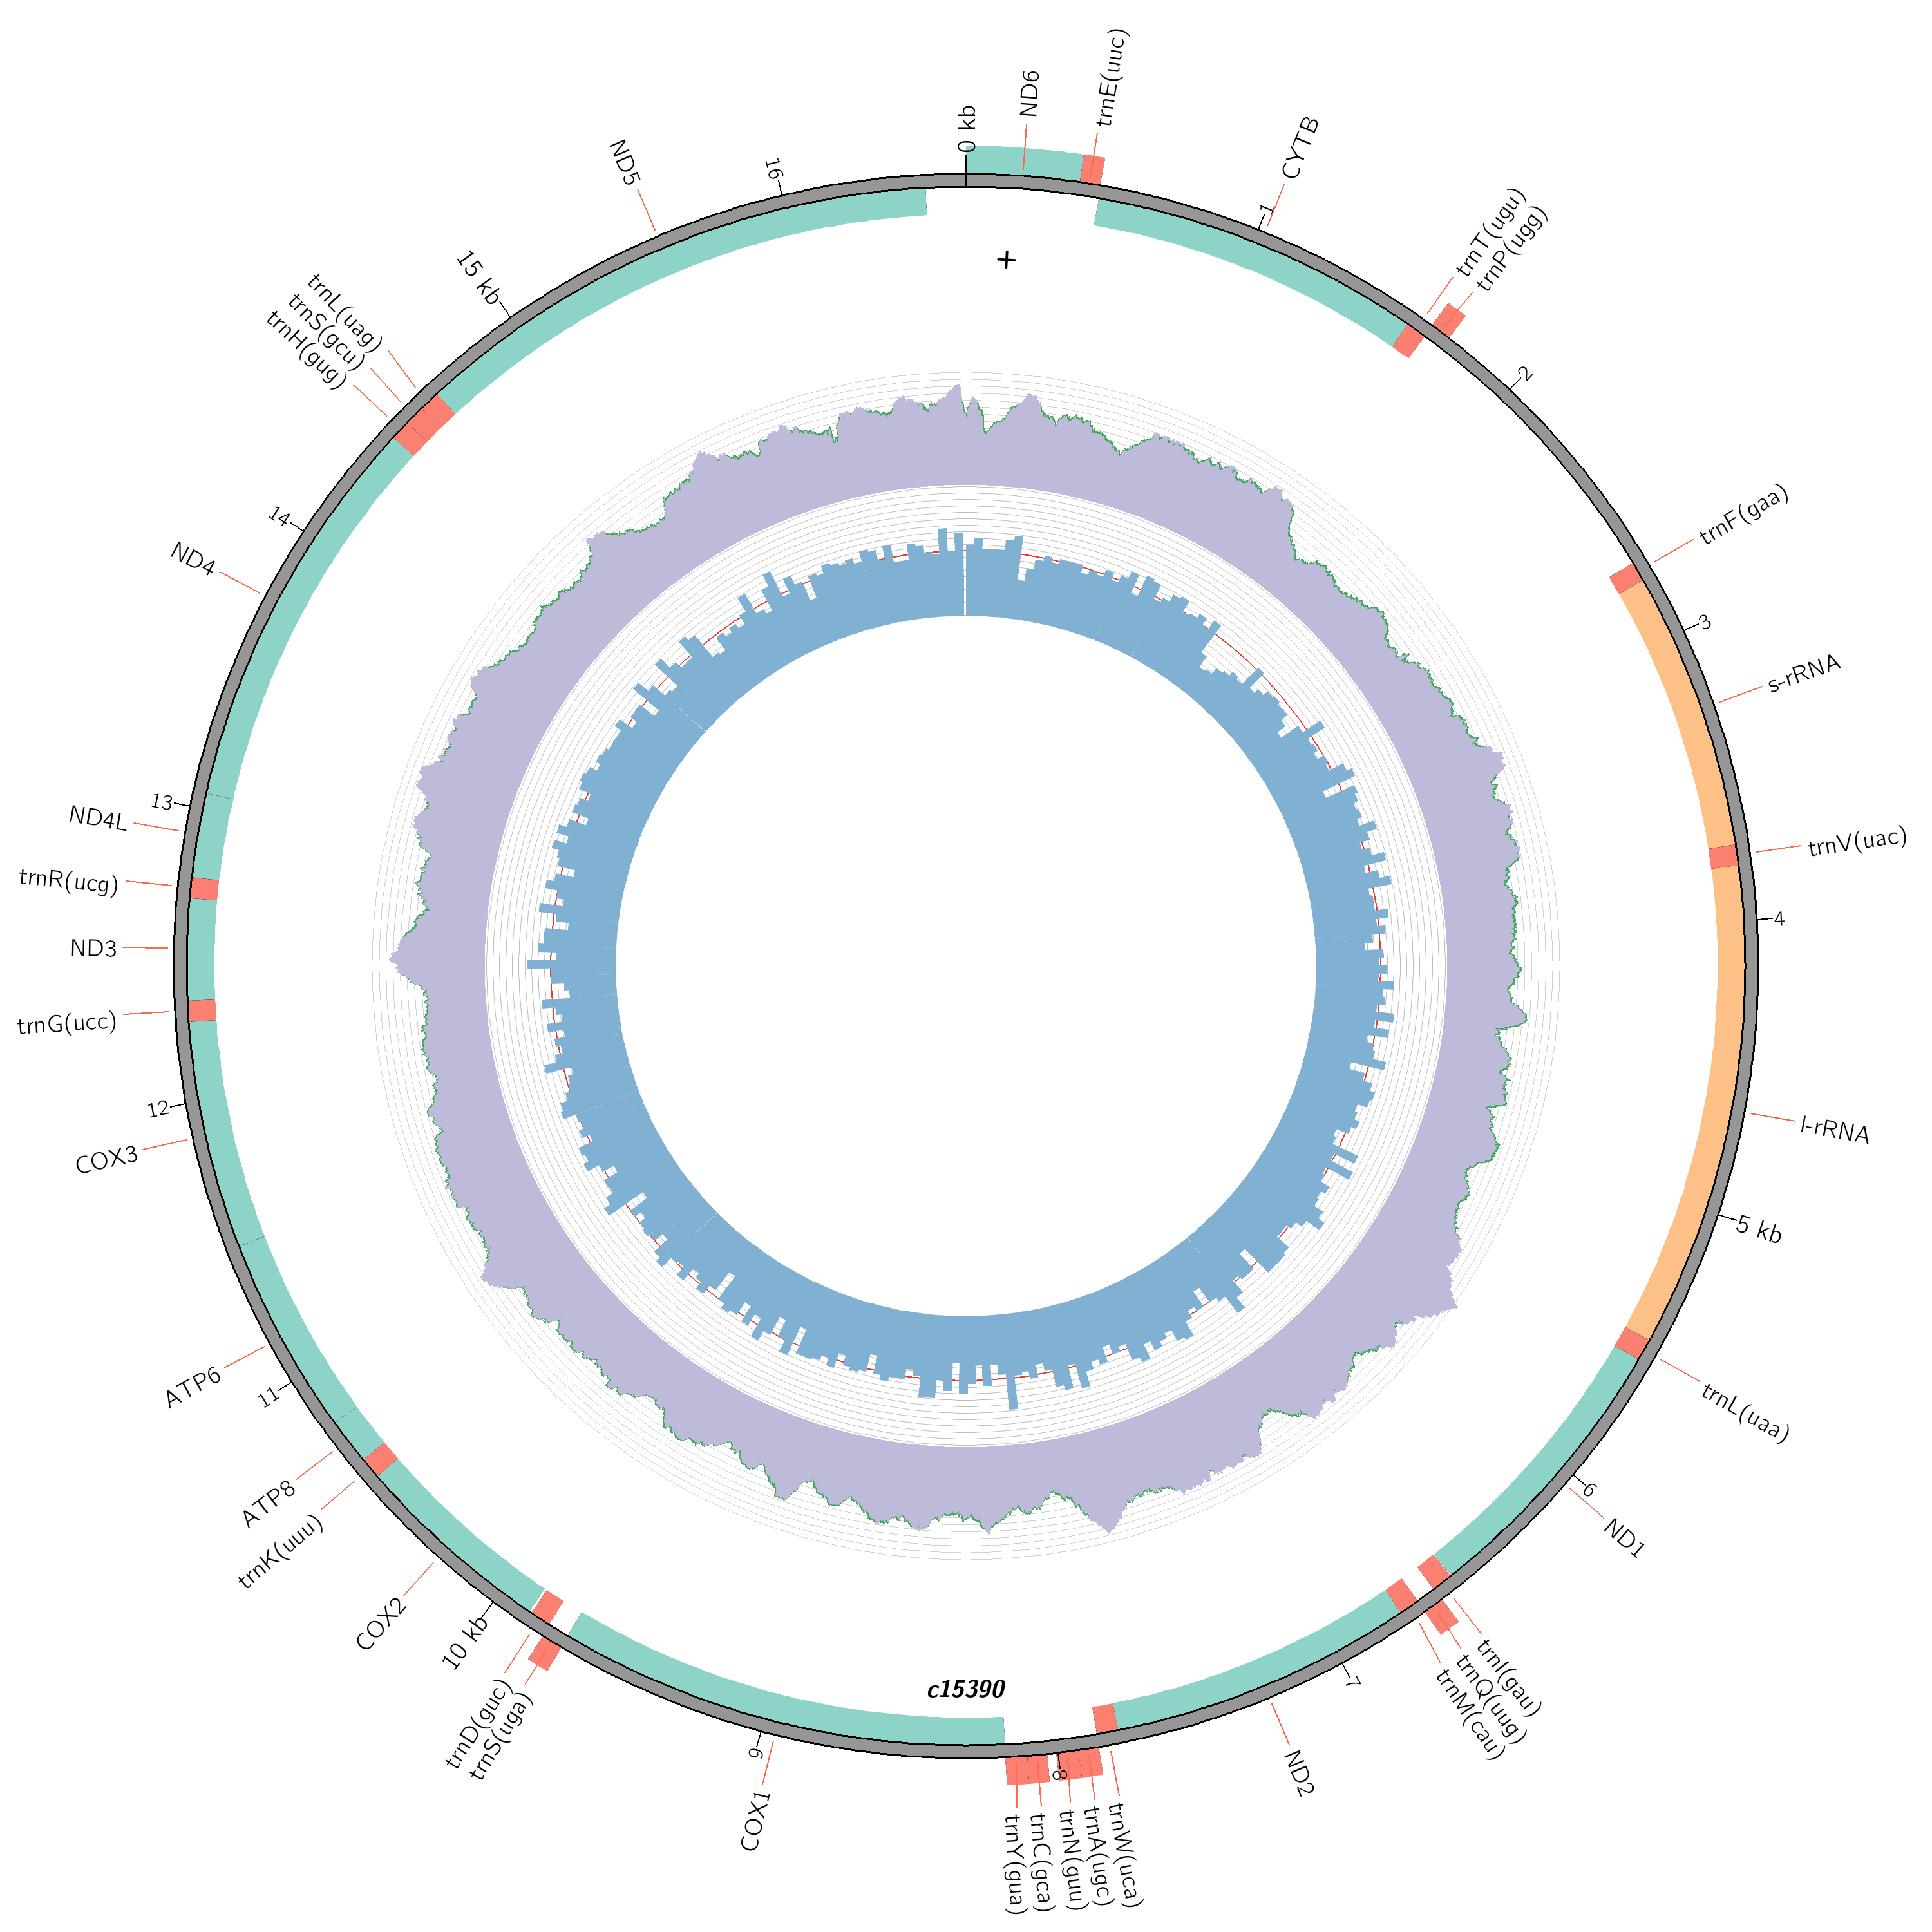 0 kb
ND6
trnE(uuc)
1
CYTB
trnT(ugu)
trnP(ugg)
2
trnF(gaa)
3
s-rRNA
trnV(uac)
4
l-rRNA
5 kb
trnL(uaa)
6
ND1
trnI(gau)
trnQ(uug)
trnM(cau)
7
ND2
trnW(uca)
trnA(ugc)
trnN(guu)
8
trnC(gca)
trnY(gua)
c15390
COX1
9
trnS(uga)
trnD(guc)
10 kb
COX2
trnK(uuu)
ATP8
11
ATP6
COX3
12
trnG(ucc)
ND3
trnR(ucg)
ND4L
13
ND4
14
trnH(gug)
trnS(gcu)
trnL(uag)
15 kb
ND5
16
+